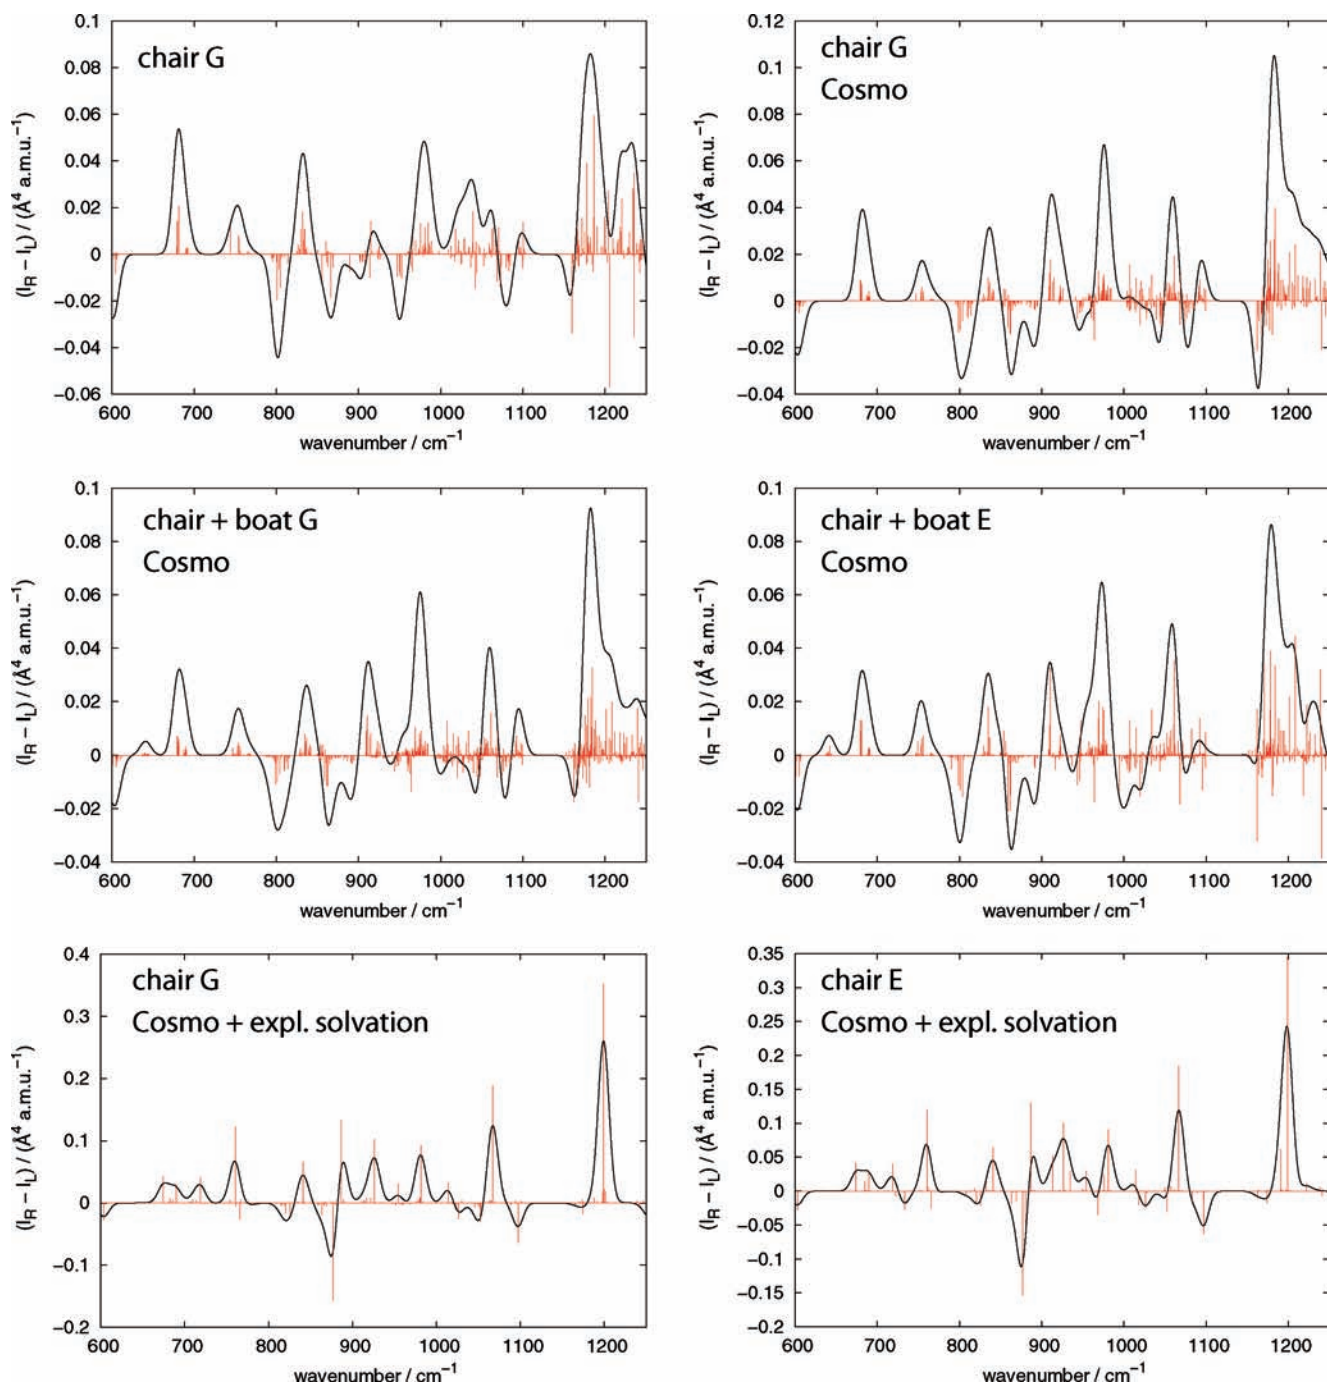 chair G
0.1
0.08
0.06
0.04
0.02
0
−0.02
−0.04
−0.06
(I_R − I_L) / (Å⁴ a.m.u.⁻¹)
600 700 800 900 1000 1100 1200
wavenumber / cm⁻¹
chair G
Cosmo
0.12
0.1
0.08
0.06
0.04
0.02
0
−0.02
−0.04
(I_R − I_L) / (Å⁴ a.m.u.⁻¹)
600 700 800 900 1000 1100 1200
wavenumber / cm⁻¹
chair + boat G
Cosmo
0.1
0.08
0.06
0.04
0.02
0
−0.02
−0.04
(I_R − I_L) / (Å⁴ a.m.u.⁻¹)
600 700 800 900 1000 1100 1200
wavenumber / cm⁻¹
chair + boat E
Cosmo
0.1
0.08
0.06
0.04
0.02
0
−0.02
−0.04
(I_R − I_L) / (Å⁴ a.m.u.⁻¹)
600 700 800 900 1000 1100 1200
wavenumber / cm⁻¹
chair G
Cosmo + expl. solvation
0.4
0.3
0.2
0.1
0
−0.1
−0.2
(I_R − I_L) / (Å⁴ a.m.u.⁻¹)
600 700 800 900 1000 1100 1200
wavenumber / cm⁻¹
chair E
Cosmo + expl. solvation
0.35
0.3
0.25
0.2
0.15
0.1
0.05
0
−0.05
−0.1
−0.15
−0.2
(I_R − I_L) / (Å⁴ a.m.u.⁻¹)
600 700 800 900 1000 1100 1200
wavenumber / cm⁻¹